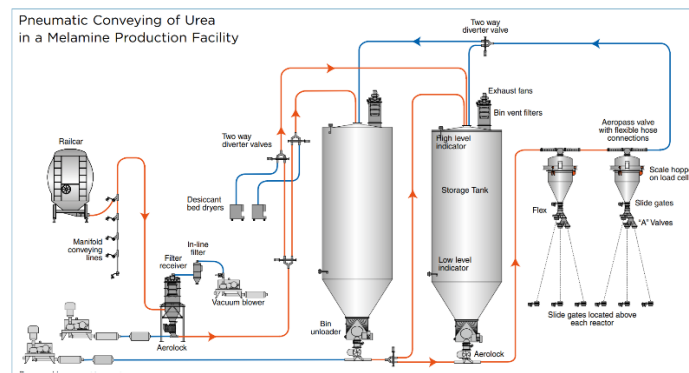 Pneumatic Conveying of Urea
in a Melamine Production Facility
Two way
diverter valve
Exhaust fans
Bin vent filters
Aeropass valve
with flexible hose
connections
Railcar
Two way
diverter valves
High level
indicator
Scale hoppe
on load cell
Storage Tank
Desiccant
bed dryers
Flex
Slide gates
"A" Valves
Manifold
conveying
lines
In-line
filter
Filter
receiver
Low level
indicator
Vacuum blower
Bin
unloader
Slide gates located above
each reactor
Aerolock
Aerolock